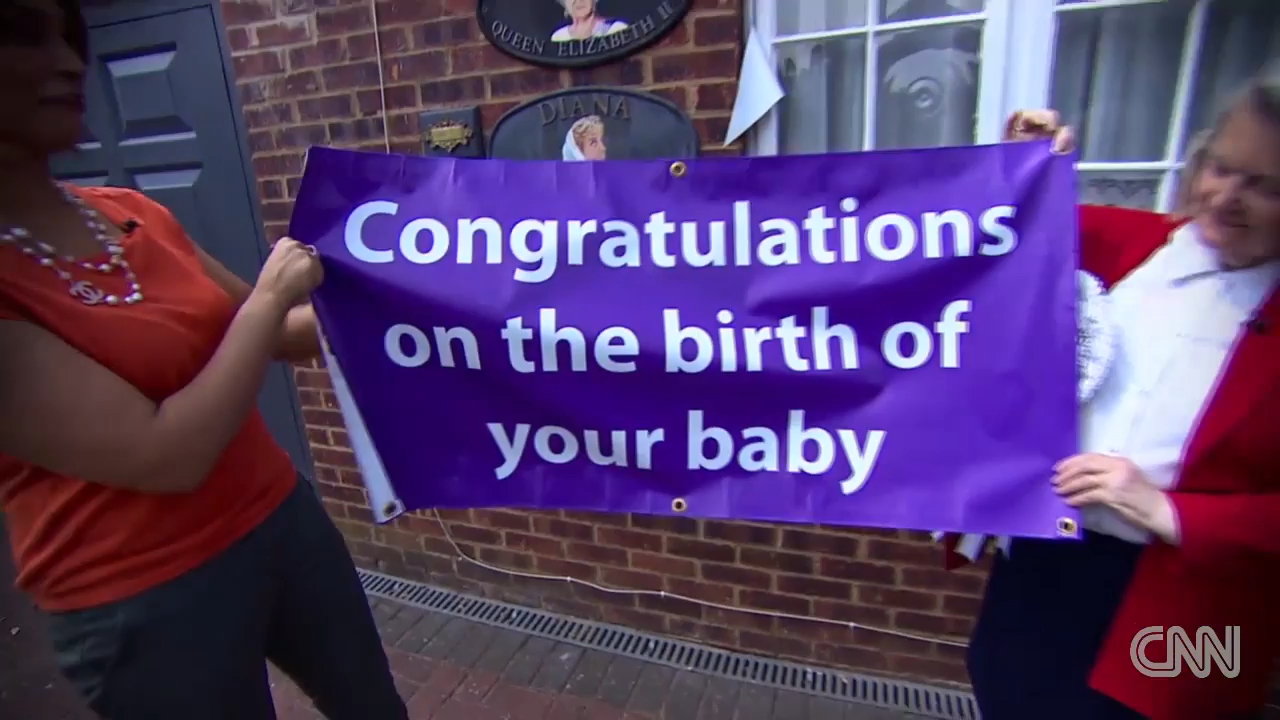 QUEEN ELIZABETH II
DIANA
Congratulations
on the birth of
your baby
CNN